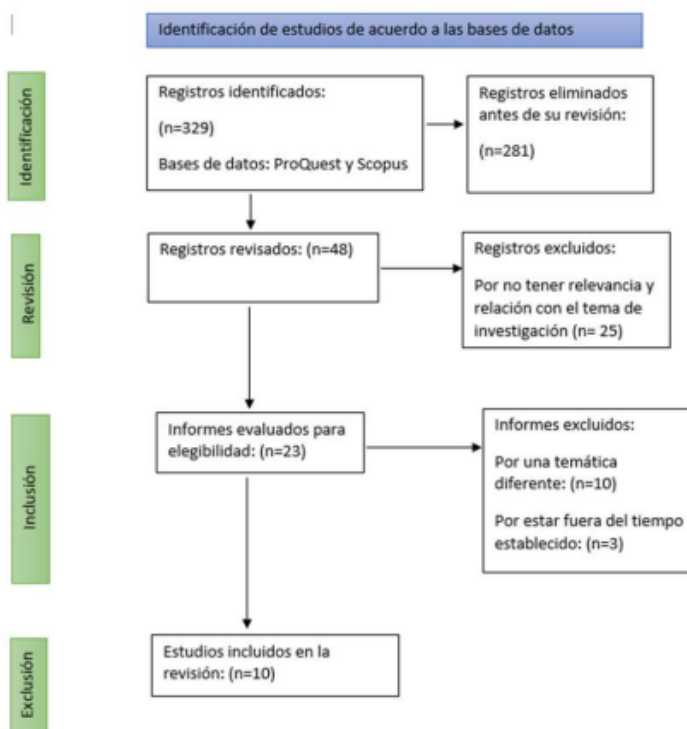 Identificación de estudios de acuerdo a las bases de datos
Identificación
Registros identificados:
(n=329)
Bases de datos: ProQuest y Scopus
Registros eliminados
antes de su revisión:
(n=281)
Revisión
Registros revisados: (n=48)
Registros excluidos:
Por no tener relevancia y
relación con el tema de
investigación (n= 25)
Inclusión
Informes evaluados para
elegibilidad: (n=23)
Informes excluidos:
Por una temática
diferente: (n=10)
Por estar fuera del tiempo
establecido: (n=3)
Exclusión
Estudios incluidos en la
revisión: (n=10)